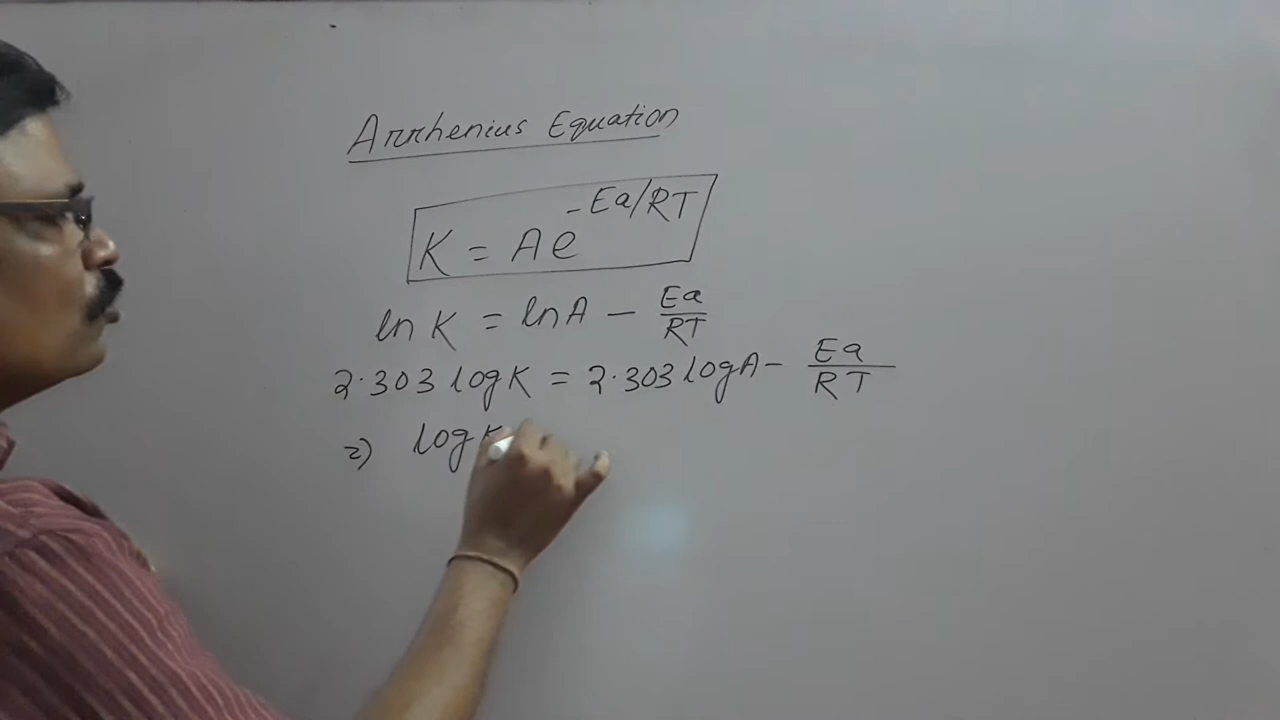 Arrhenius Equation
K = Ae^-Ea/RT
ln K = ln A - Ea/RT
2.303 log K = 2.303 log A - Ea/RT
⇒) log K